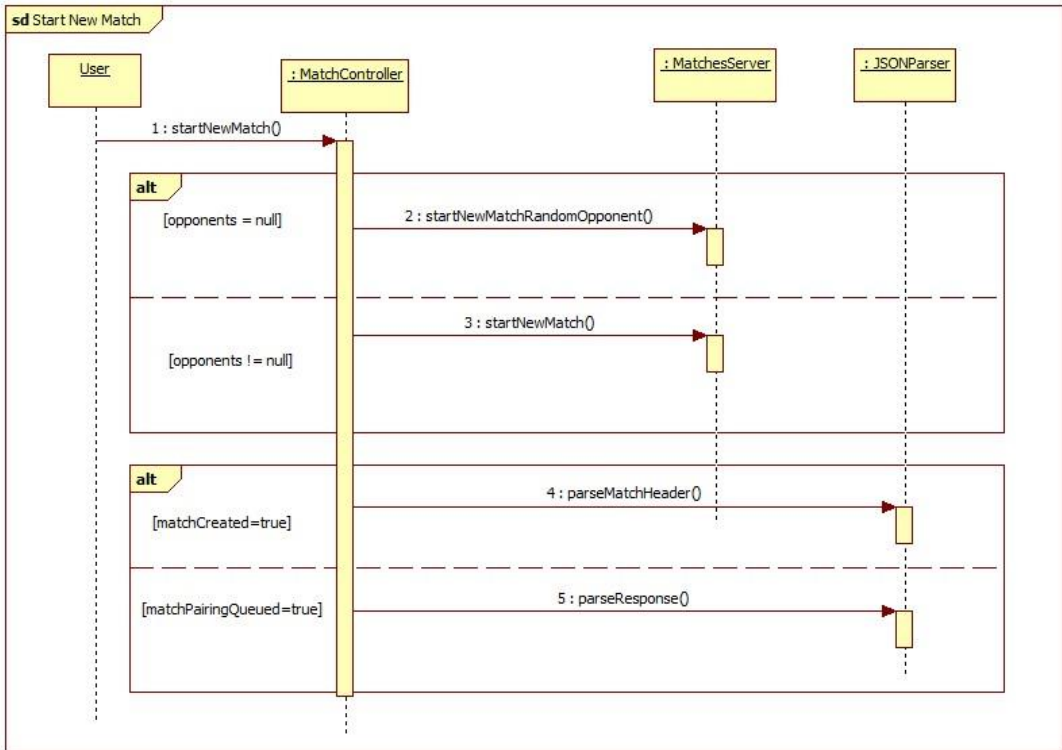 sd Start New Match
User
: MatchController
: MatchesServer
: JSONParser
1 : startNewMatch()
alt
[opponents = null]
2 : startNewMatchRandomOpponent()
3 : startNewMatch()
[opponents != null]
alt
4 : parseMatchHeader()
[matchCreated=true]
5 : parseResponse()
[matchPairingQueued=true]